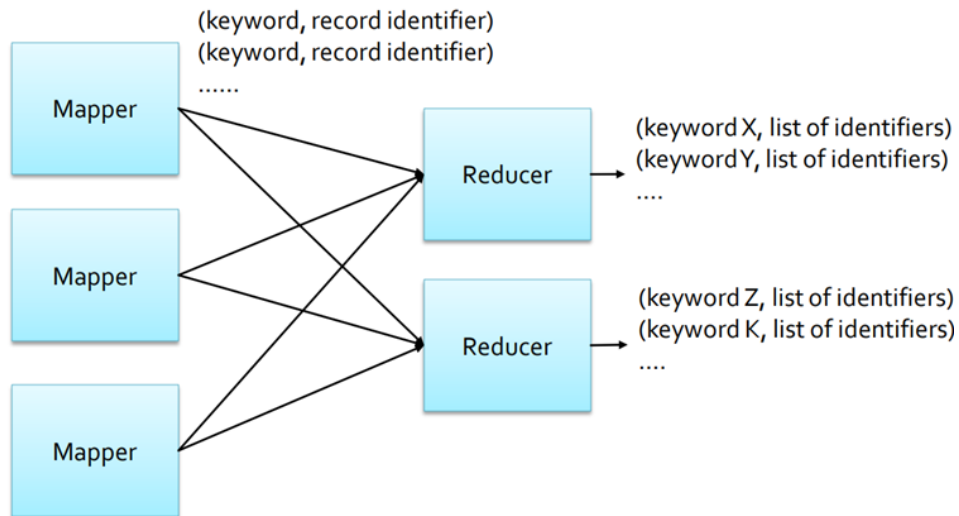 (keyword, record identifier)
(keyword, record identifier)
......
Mapper
Mapper
Mapper
Reducer
Reducer
(keyword X, list of identifiers)
(keyword Y, list of identifiers)
....
(keyword Z, list of identifiers)
(keyword K, list of identifiers)
....